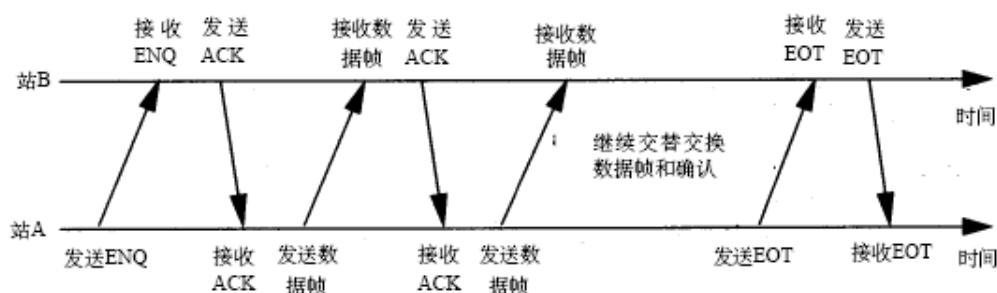 接收 发送 接收数 发送 接收数 接收 发送
ENQ ACK 据帧 ACK 据帧 EOT EOT
站B
时间
继续交替交换
数据帧和确认
站A
发送ENQ 接收 发送数 接收 发送数 发送EOT 接收EOT 时间
ACK 据帧 ACK 据帧